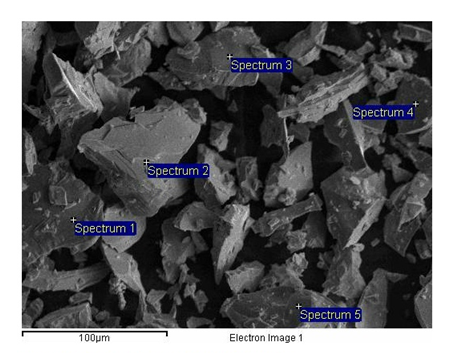 Spectrum 3
Spectrum 4
Spectrum 2
Spectrum 1
Spectrum 5
100µm
Electron Image 1